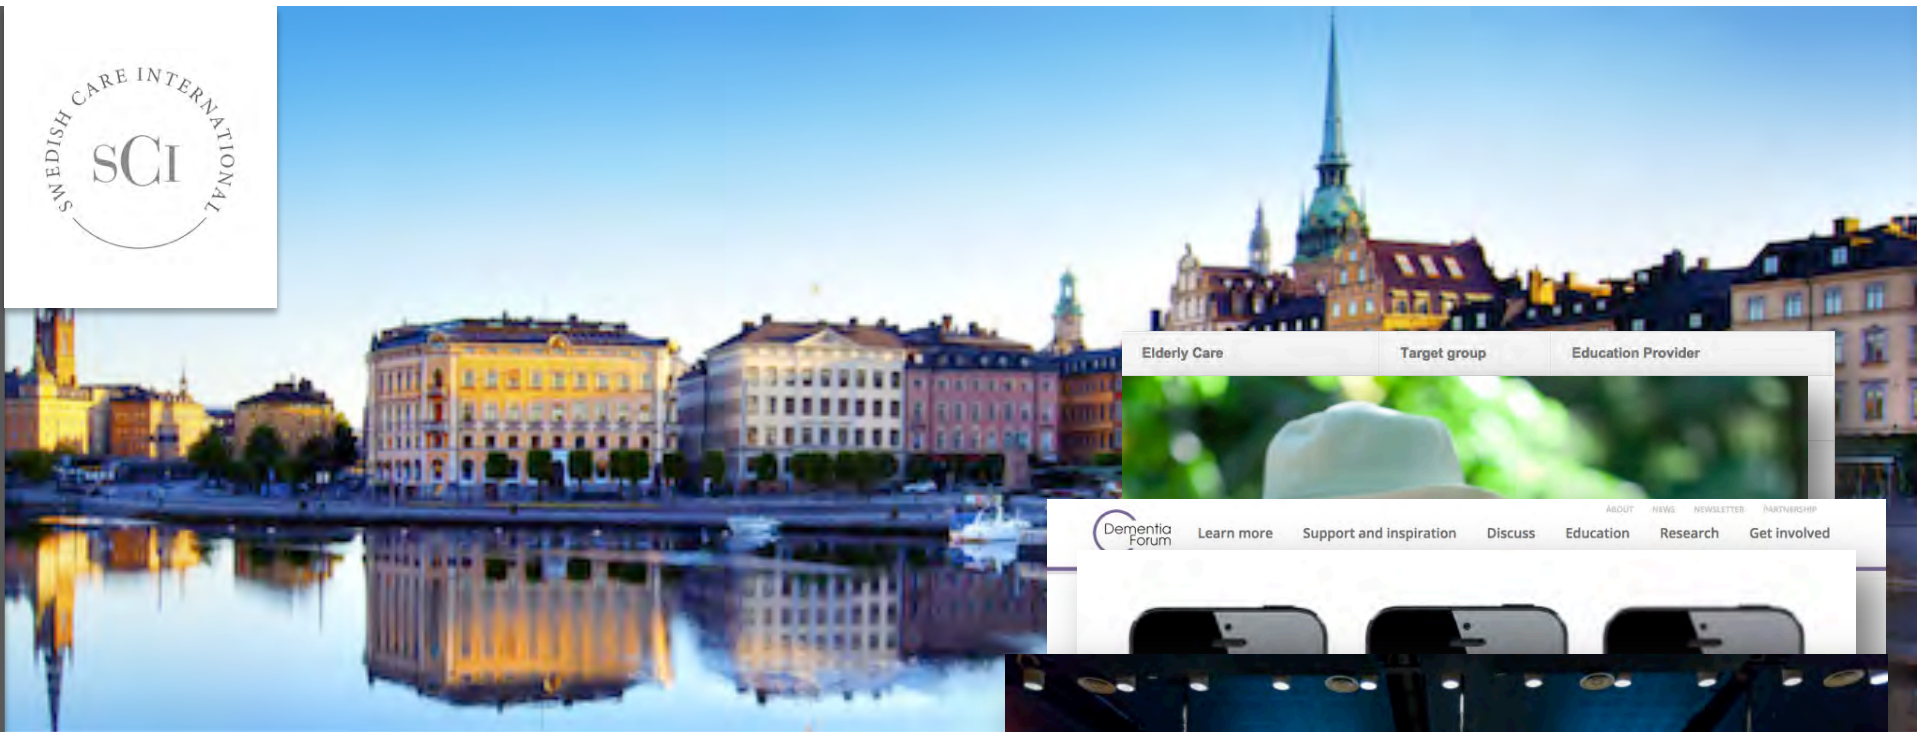 SWEDISH CARE INTERNATIONAL
SCI
Elderly Care Target group Education Provider
ABOUT NEWS NEWSLETTER PARTNERSHIP
Dementia
Forum
Learn more Support and inspiration Discuss Education Research Get involved